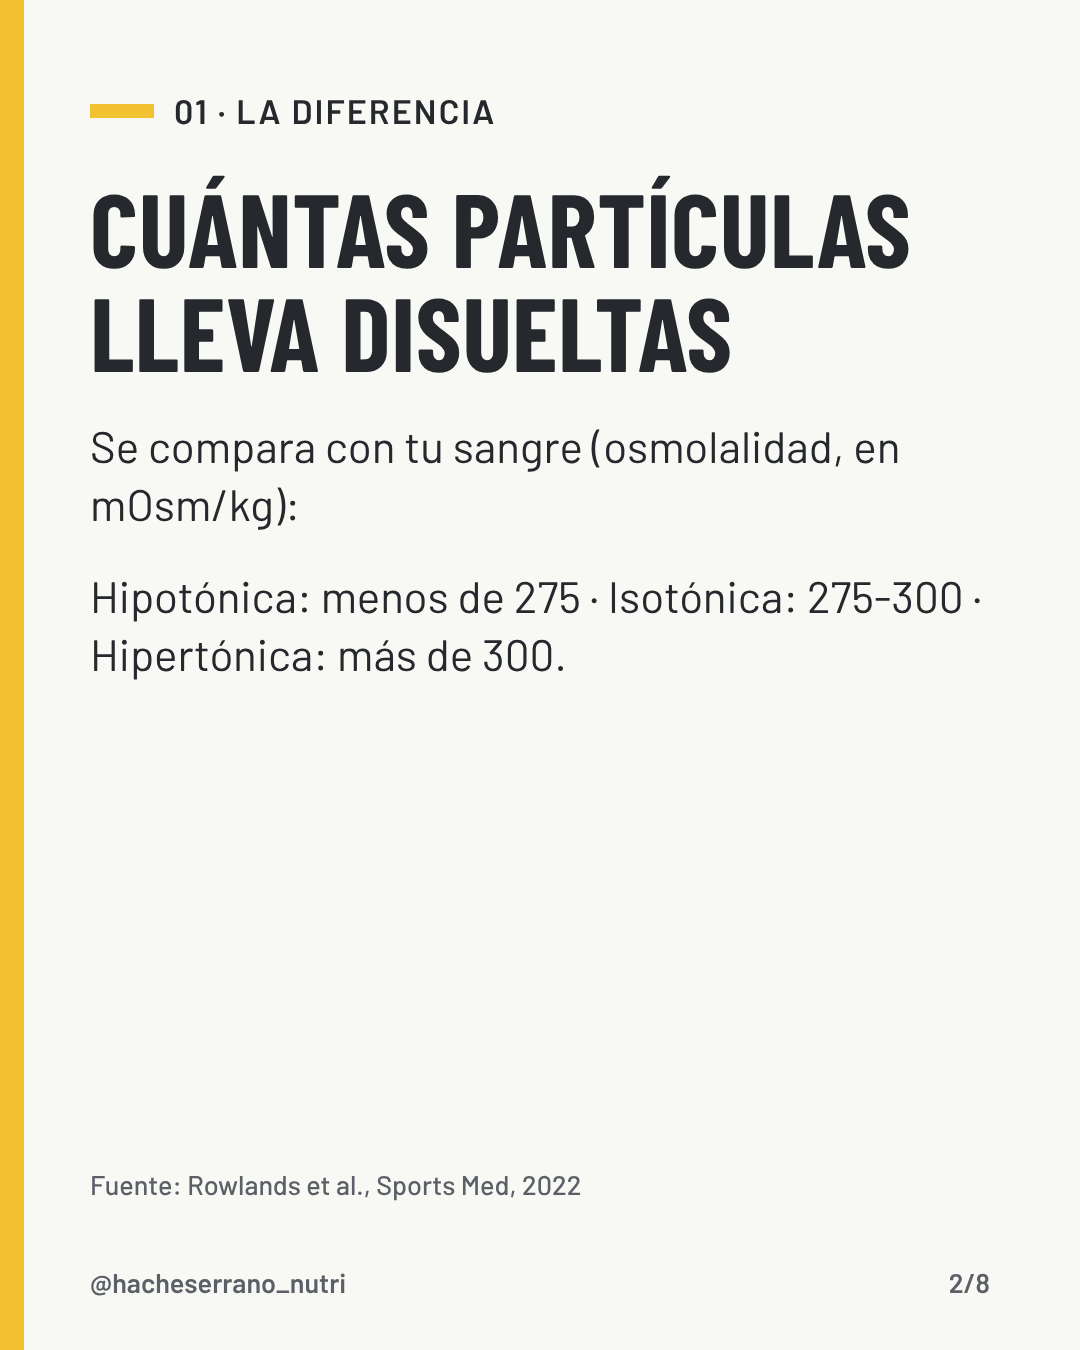 01 · LA DIFERENCIA
CUÁNTAS PARTÍCULAS
LLEVA DISUELTAS
Se compara con tu sangre (osmolalidad, en
mOsm/kg):
Hipotónica: menos de 275 · Isotónica: 275-300 ·
Hipertónica: más de 300.
Fuente: Rowlands et al., Sports Med, 2022
@hacheserrano_nutri
2/8